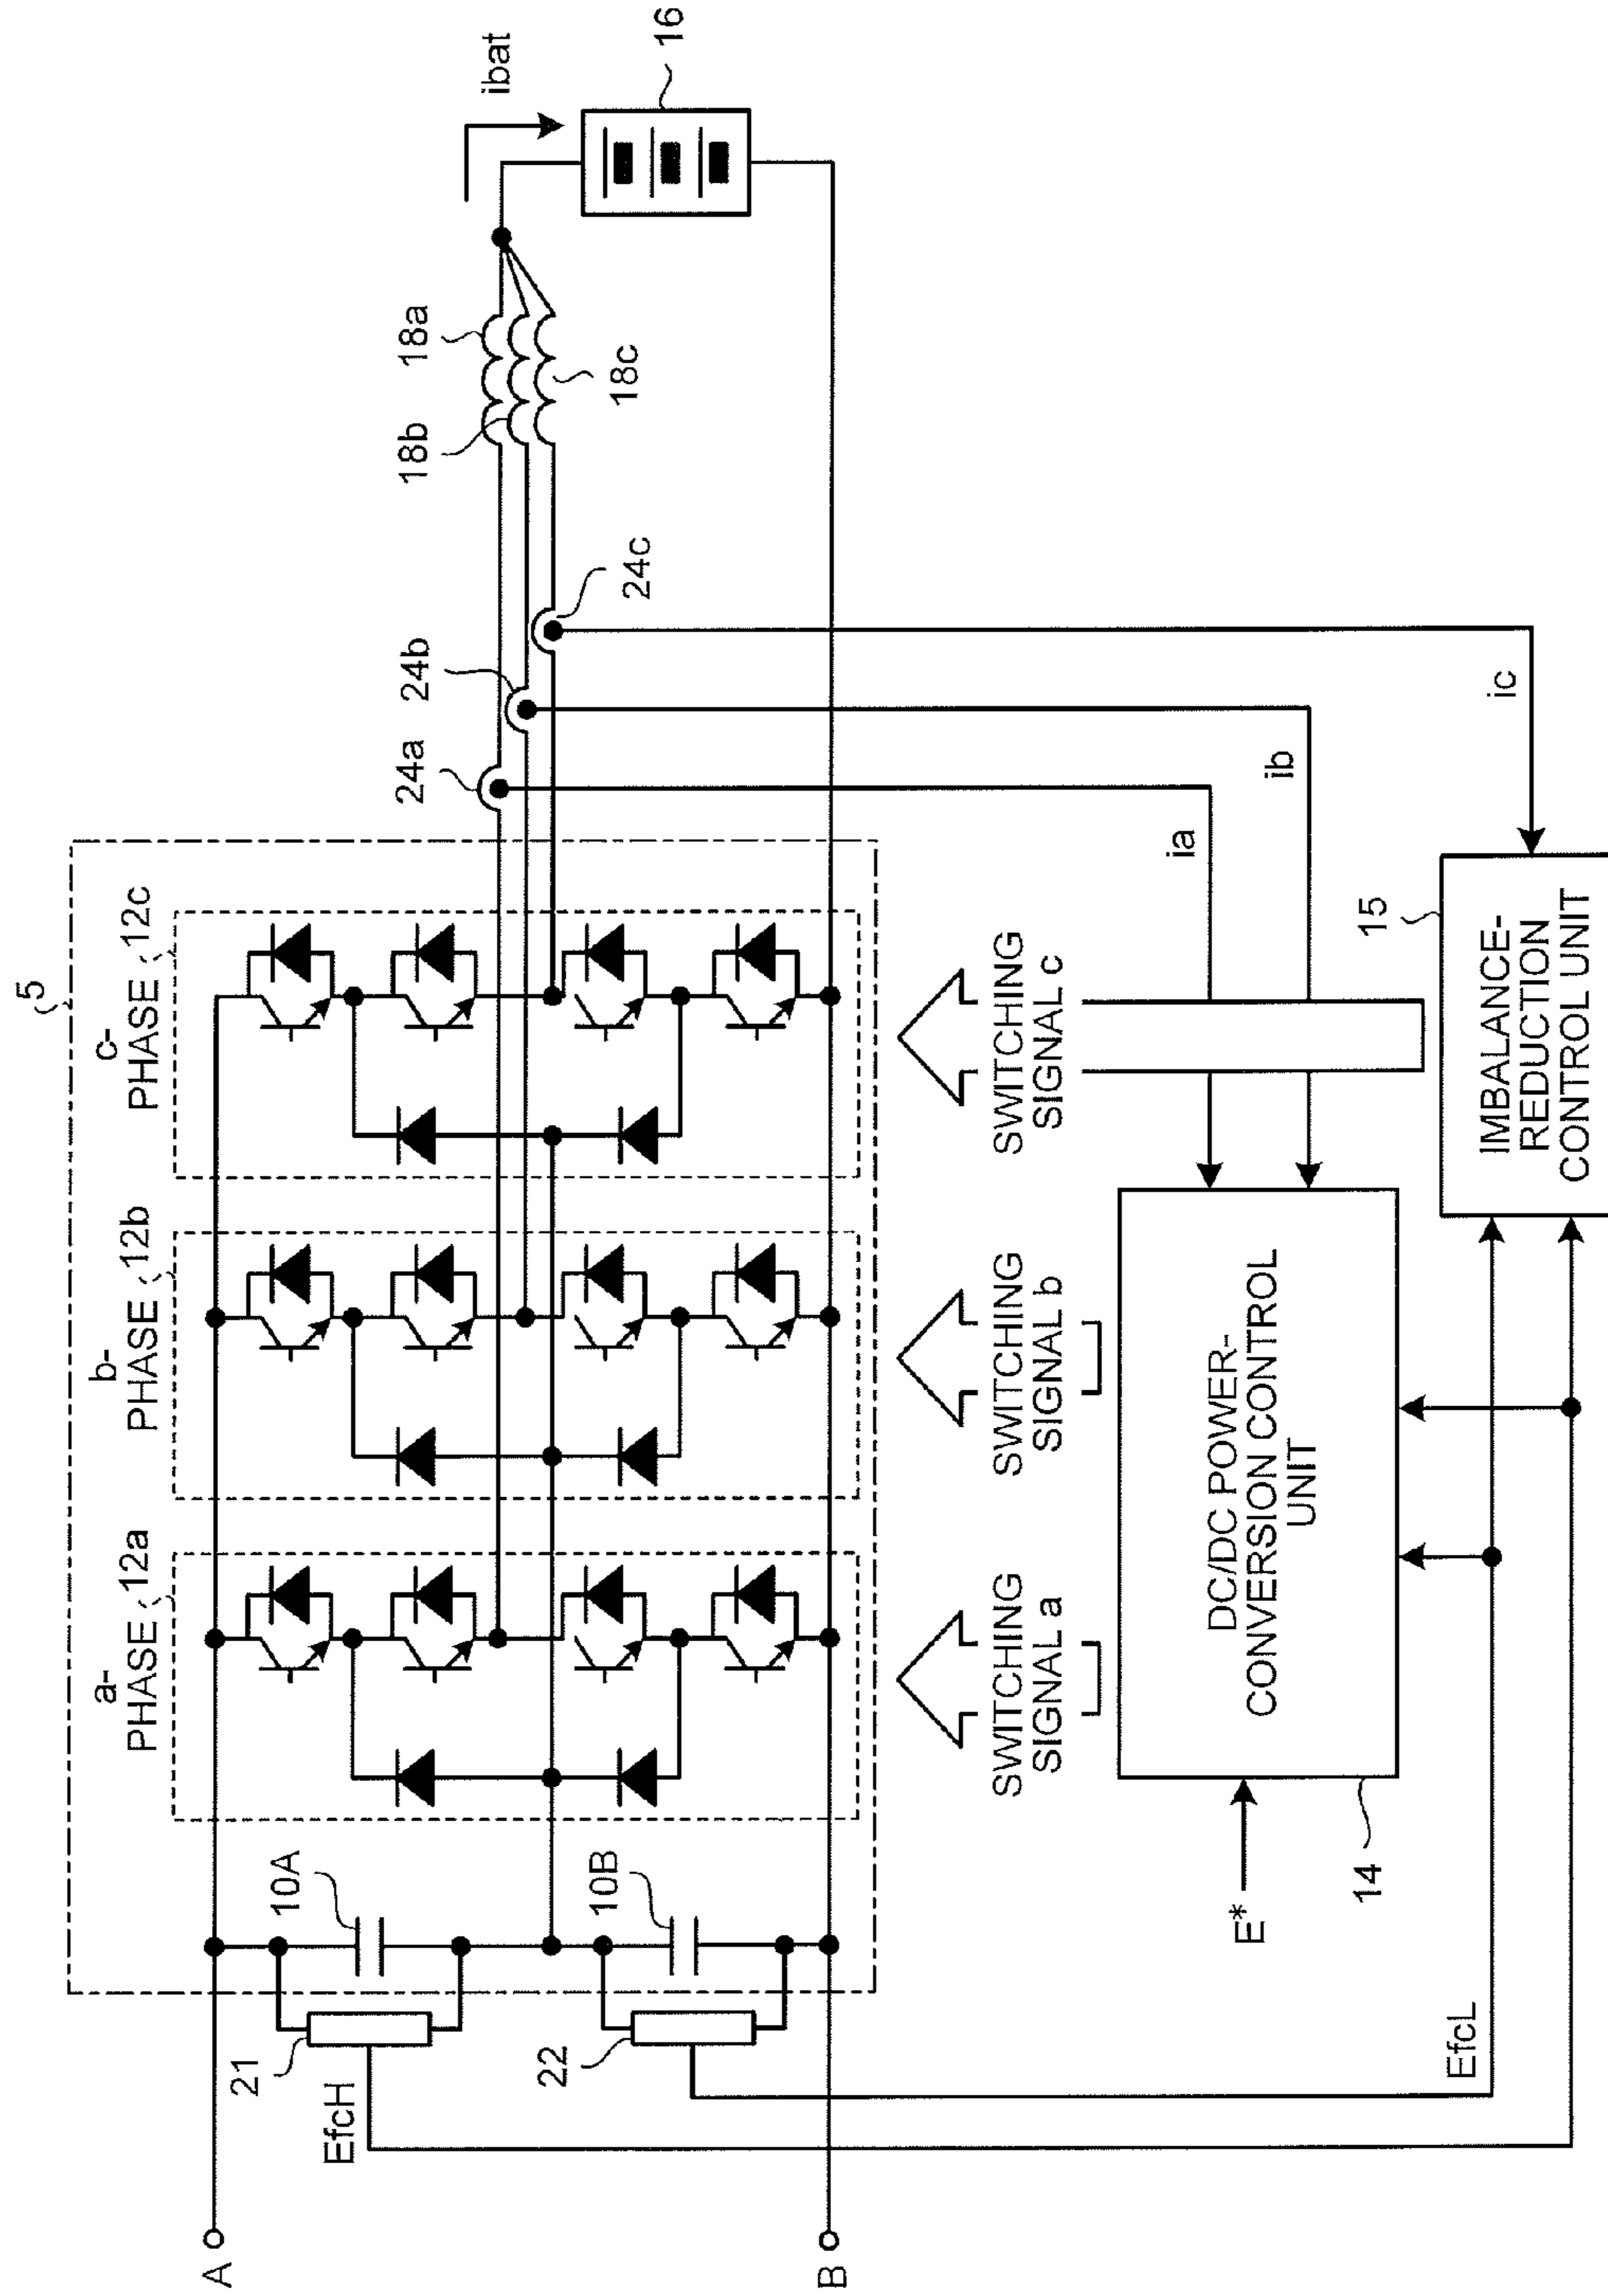 5
a-
PHASE 12a
b-
PHASE 12b
c-
PHASE 12c
ibat
16
18a
18b
18c
24a
24b
24c
10A
10B
21
22
EfcH
EfcL
A
B
SWITCHING
SIGNAL a
SWITCHING
SIGNAL b
SWITCHING
SIGNAL c
ia
ib
ic
E*
14
DC/DC POWER-
CONVERSION CONTROL
UNIT
15
IMBALANCE-
REDUCTION
CONTROL UNIT